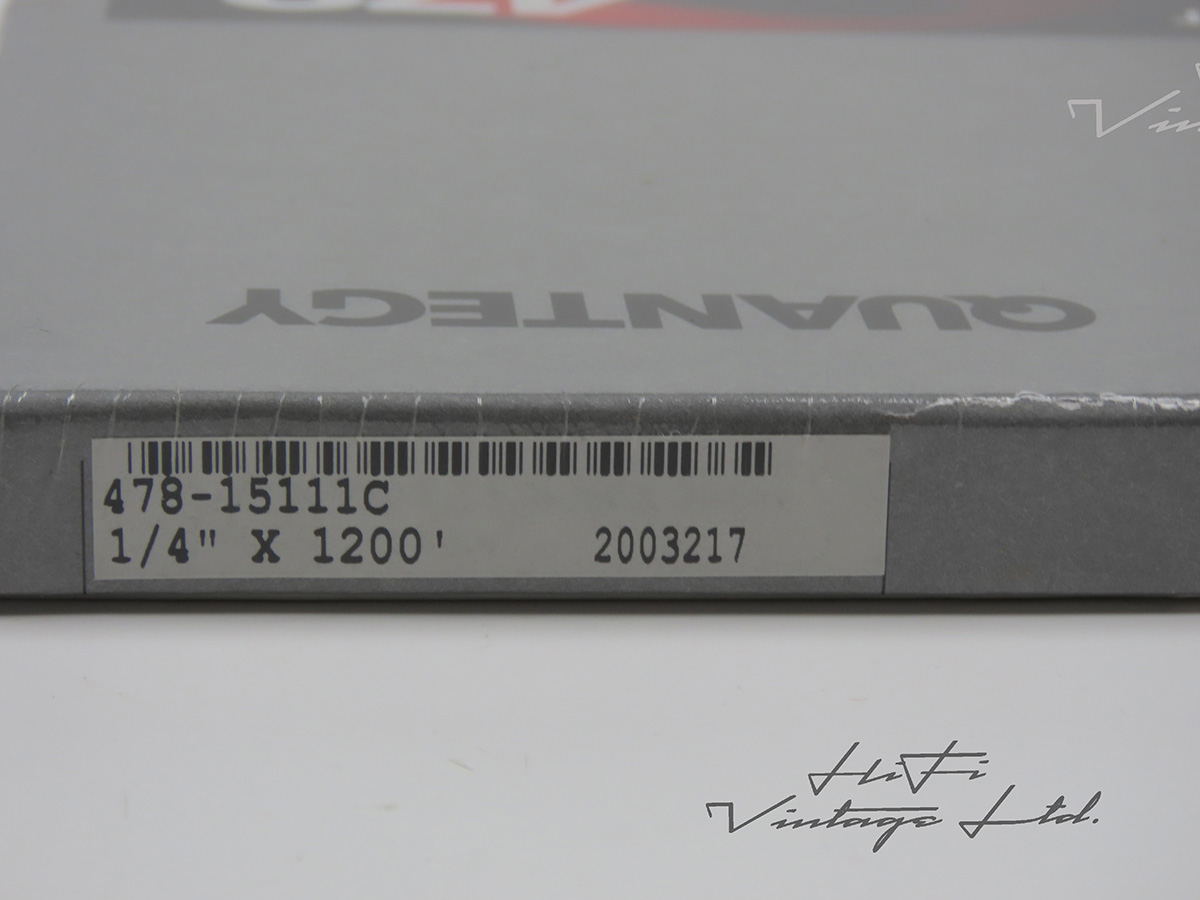 QUANTEGY
478-15111C
1/4" X 1200'
2003217
HiFi
Vintage Ltd.